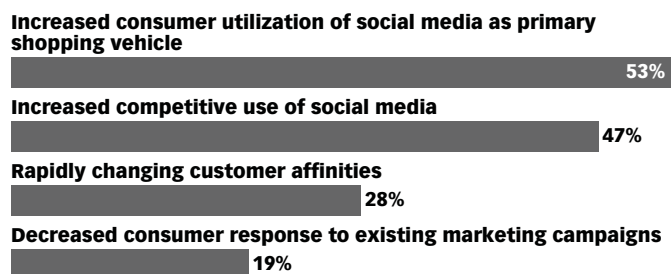 Increased consumer utilization of social media as primary
shopping vehicle
53%
Increased competitive use of social media
47%
Rapidly changing customer affinities
28%
Decreased consumer response to existing marketing campaigns
19%